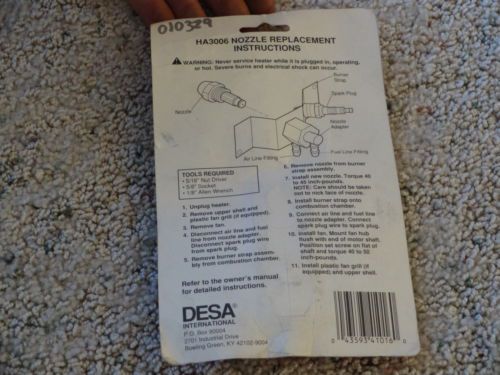 010329
HA3006 NOZZLE REPLACEMENT
INSTRUCTIONS
WARNING: Never service heater while it is plugged in, operating,
or hot. Severe burns and electrical shock can occur.
Burner
Strap
Spark Plug
Nozzle
Nozzle
Adapter
Air Line Fitting
Fuel Line Fitting
TOOLS REQUIRED
• 5/16" Nut Driver
• 5/8" Socket
• 1/8" Allen Wrench
1. Unplug heater.
2. Remove upper shell and
plastic fan grill (if equipped).
3. Remove fan.
4. Disconnect air line and fuel
line from nozzle adapter.
Disconnect spark plug wire
from spark plug.
5. Remove burner strap assem-
bly from combustion chamber.
6. Remove nozzle from burner
strap assembly.
7. Install new nozzle. Torque 40
to 45 inch-pounds.
NOTE: Care should be taken
not to nick face of nozzle.
8. Install burner strap onto
combustion chamber.
9. Connect air line and fuel line
to nozzle adapter. Connect
spark plug wire to spark plug.
10. Install fan. Mount fan hub
flush with end of motor shaft.
Position set screw on flat of
shaft and torque 40 to 50
inch-pounds.
11. Install plastic fan grill (if
equipped) and upper shell.
Refer to the owner's manual
for detailed instructions.
DESA®
INTERNATIONAL
P.O. Box 90004
2701 Industrial Drive
Bowling Green, KY 42102-9004
0 43593 41016 0